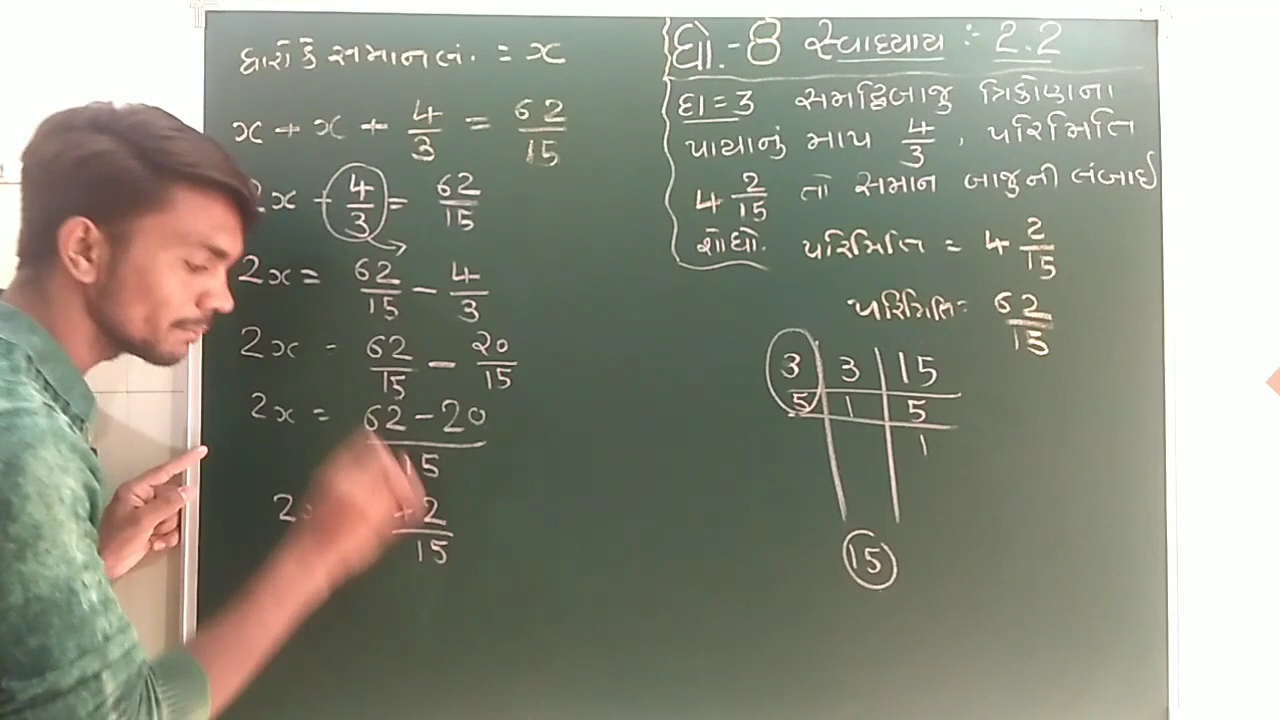 ધારો કે સમાન લં. = x
x + x + 4/3 = 62/15
2x + 4/3 = 62/15
2x = 62/15 - 4/3
2x = 62/15 - 20/15
2x = 62-20/15
2 42/15
ધો.-8 સ્વાધ્યાય :- 2.2
દા = 3 સમદ્વિબાજુ ત્રિકોણના
પાયાનું માપ 4/3 , પરિમિતિ
4 2/15 તો સમાન બાજુની લંબાઈ
શોધો.
પરિમિતિ = 4 2/15
પરિમિતિ = 62/15
3 3 15
5 1 5
1
15